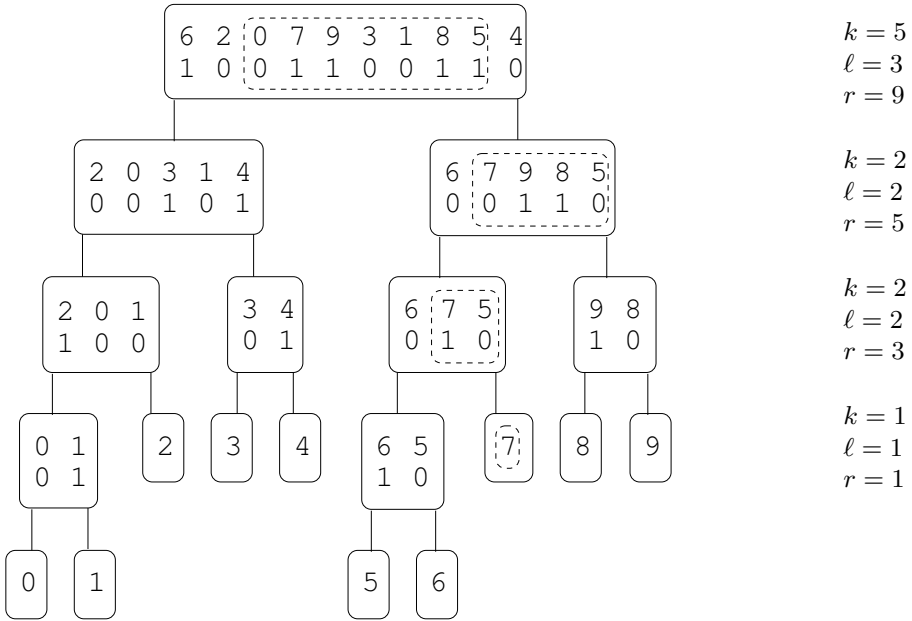 6 2 0 7 9 3 1 8 5 4
1 0 0 1 1 0 0 1 1 0
k = 5
ℓ = 3
r = 9
2 0 3 1 4
0 0 1 0 1
6 7 9 8 5
0 0 1 1 0
k = 2
ℓ = 2
r = 5
2 0 1
1 0 0
3 4
0 1
6 7 5
0 1 0
9 8
1 0
k = 2
ℓ = 2
r = 3
0 1
0 1
2
3
4
6 5
1 0
7
8
9
k = 1
ℓ = 1
r = 1
0
1
5
6